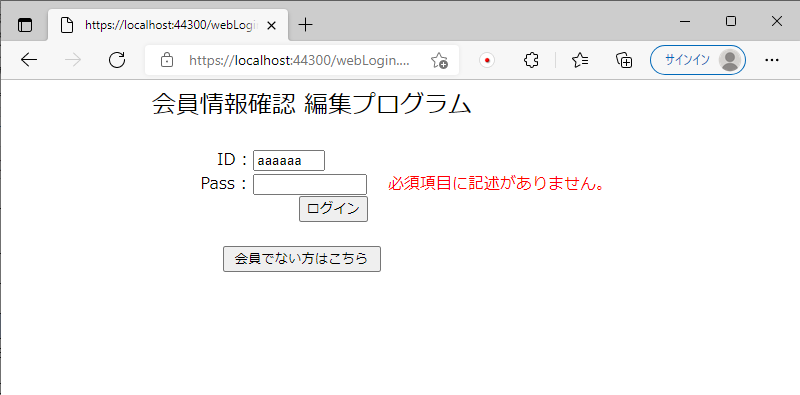 https://localhost:44300/webLogin
https://localhost:44300/webLogin....
サインイン
会員情報確認 編集プログラム
ID : aaaaaa
Pass : 必須項目に記述がありません。
ログイン
会員でない方はこちら